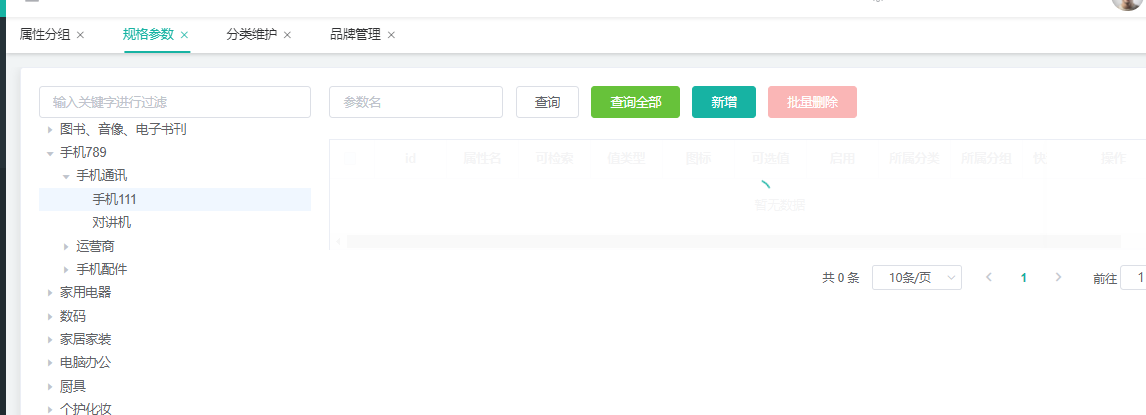 属性分组 × 规格参数 × 分类维护 × 品牌管理 ×
输入关键字进行过滤 参数名 查询 查询全部 新增 批量删除
图书、音像、电子书刊
手机789
手机通讯
手机111
对讲机
运营商
手机配件
家用电器
数码
家居家装
电脑办公
厨具
个护化妆
id 属性名 可检索 值类型 图标 可选值 启用 所属分类 所属分组 快 操作
暂无数据
共 0 条 10条/页 1 前往 1